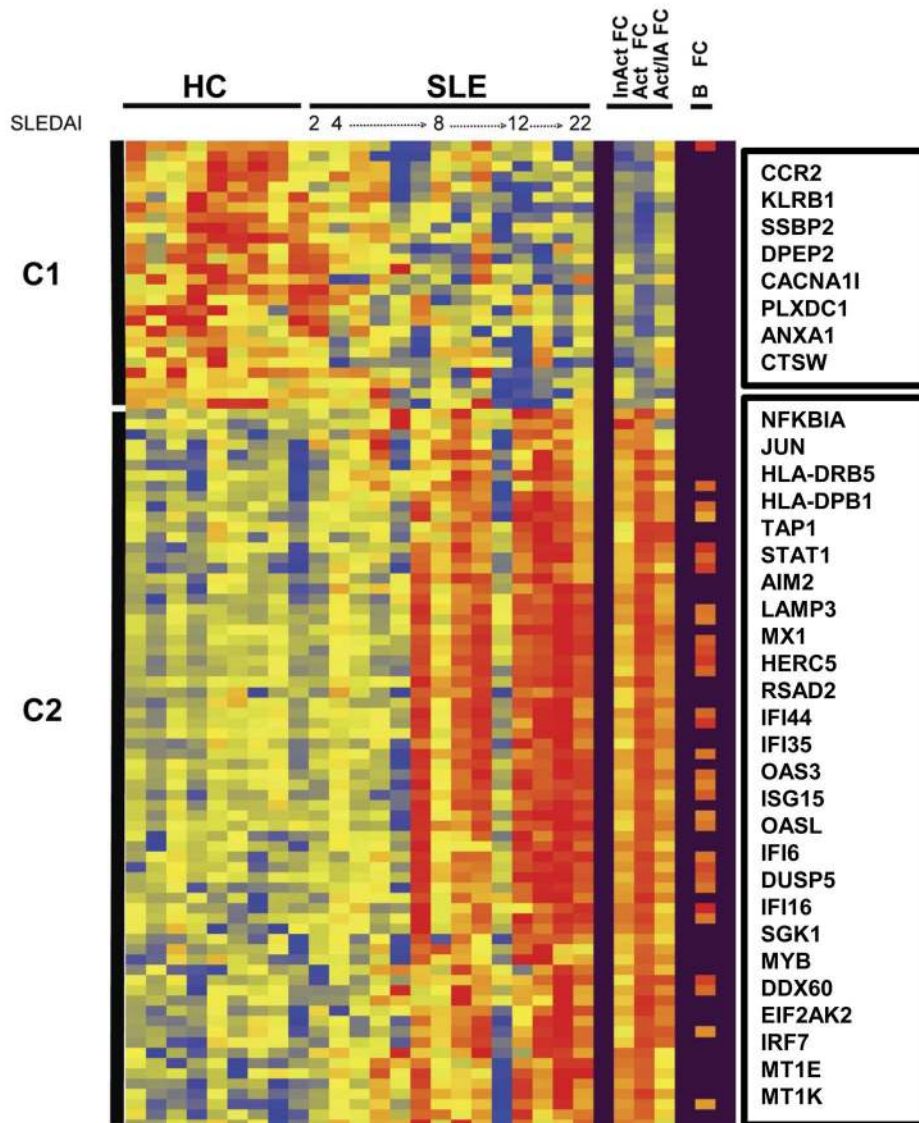 InAct FC
Act FC
Act/IA FC
B FC
HC
SLE
SLEDAI
2 4 8 12 22
C1
CCR2
KLRB1
SSBP2
DPEP2
CACNA1I
PLXDC1
ANXA1
CTSW
C2
NFKBIA
JUN
HLA-DRB5
HLA-DPB1
TAP1
STAT1
AIM2
LAMP3
MX1
HERC5
RSAD2
IFI44
IFI35
OAS3
ISG15
OASL
IFI6
DUSP5
IFI16
SGK1
MYB
DDX60
EIF2AK2
IRF7
MT1E
MT1K